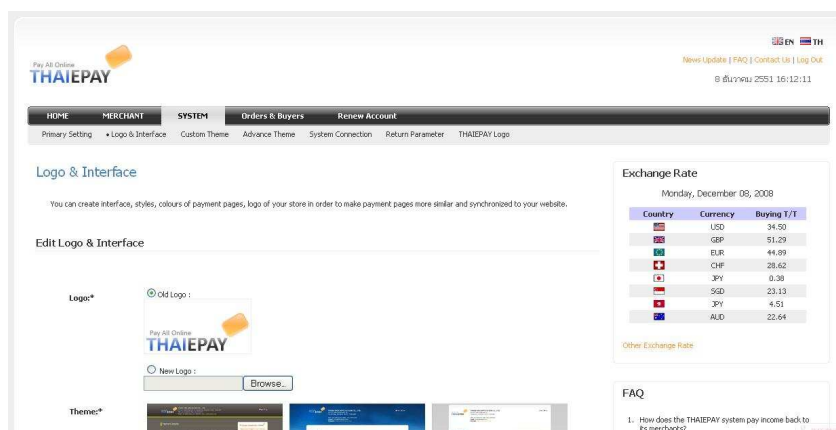 EN TH
Pay All Online
THAIEPAY
News Update | FAQ | Contact Us | Log Out
8 ธันวาคม 2551 16:12:11
HOME MERCHANT SYSTEM Orders & Buyers Renew Account
Primary Setting • Logo & Interface Custom Theme Advance Theme System Connection Return Parameter THAIEPAY Logo
Logo & Interface
You can create interface, styles, colours of payment pages, logo of your store in order to make payment pages more similar and synchronized to your website.
Edit Logo & Interface
Logo:*
Old Logo :
Pay All Online
THAIEPAY
New Logo :
Browse...
Theme:*
Exchange Rate
Monday, December 08, 2008
Country Currency Buying T/T
USD 34.50
GBP 51.29
EUR 44.89
CHF 28.62
JPY 0.38
SGD 23.13
JPY 4.51
AUD 22.64
Other Exchange Rate
FAQ
1. How does the THAIEPAY system pay income back to
its merchants?